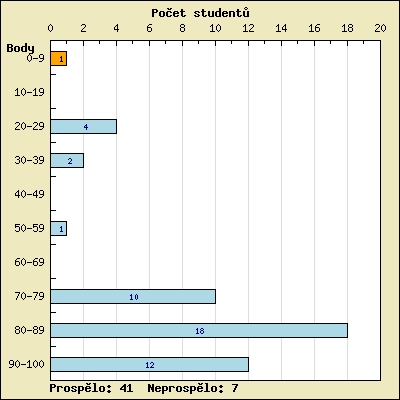 Počet studentů
0 2 4 6 8 10 12 14 16 18 20
Body
0-9 1
10-19
20-29 4
30-39 2
40-49
50-59 1
60-69
70-79 10
80-89 18
90-100 12
Prospělo: 41 Neprospělo: 7